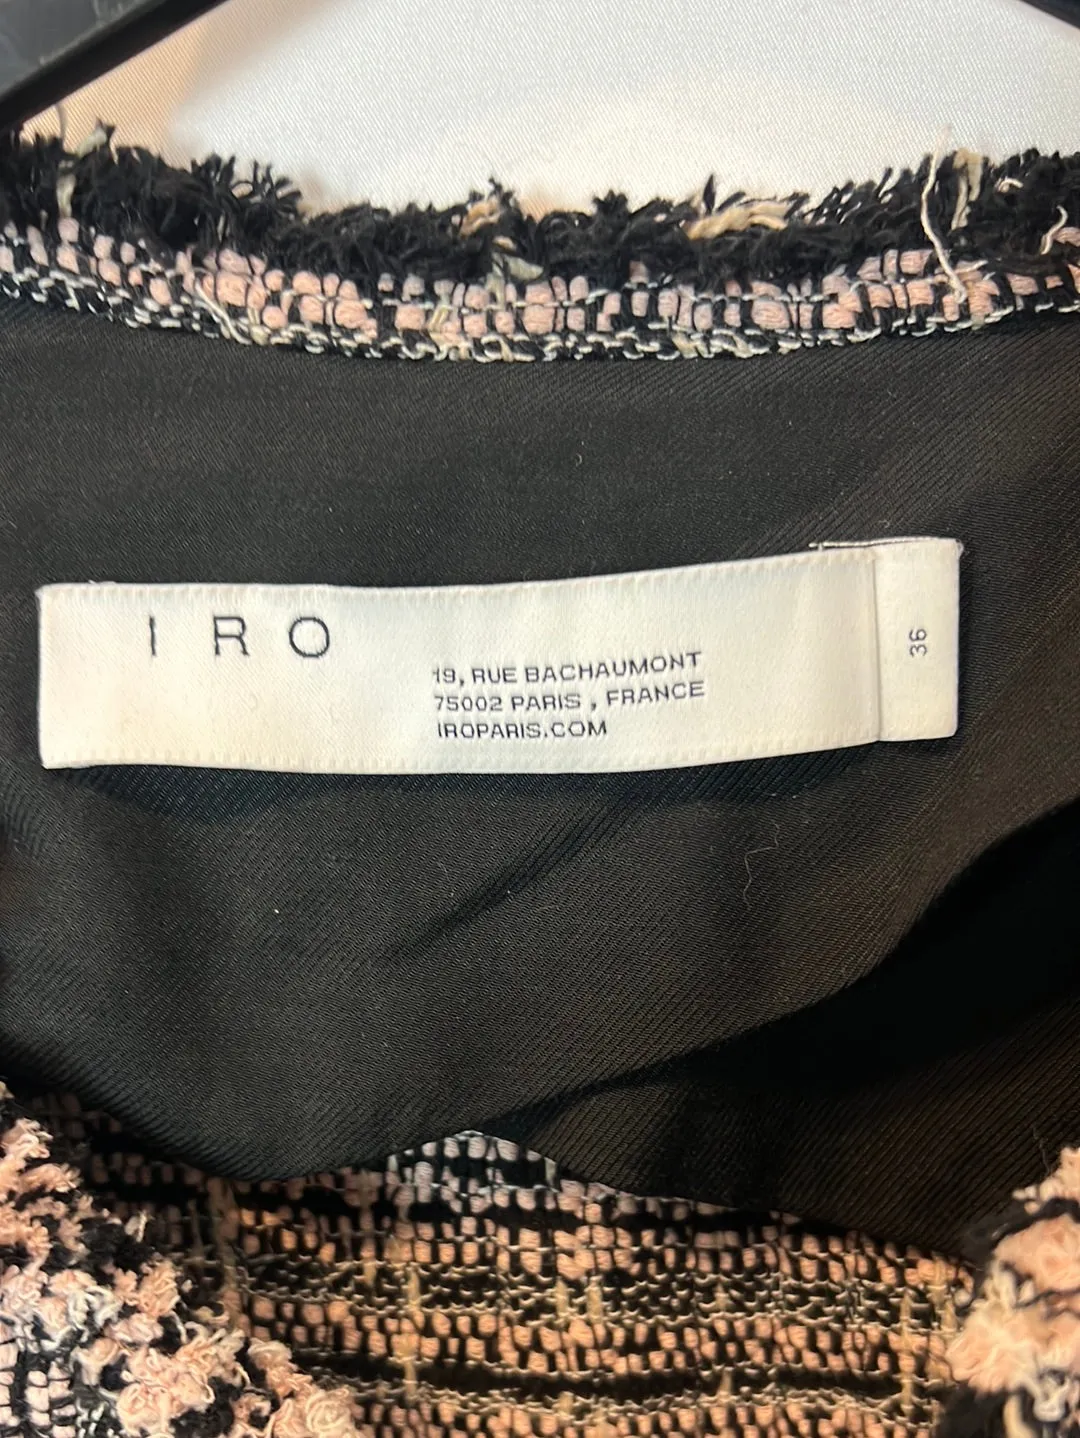 I R O
19, RUE BACHAUMONT
75002 PARIS , FRANCE
IROPARIS.COM
36